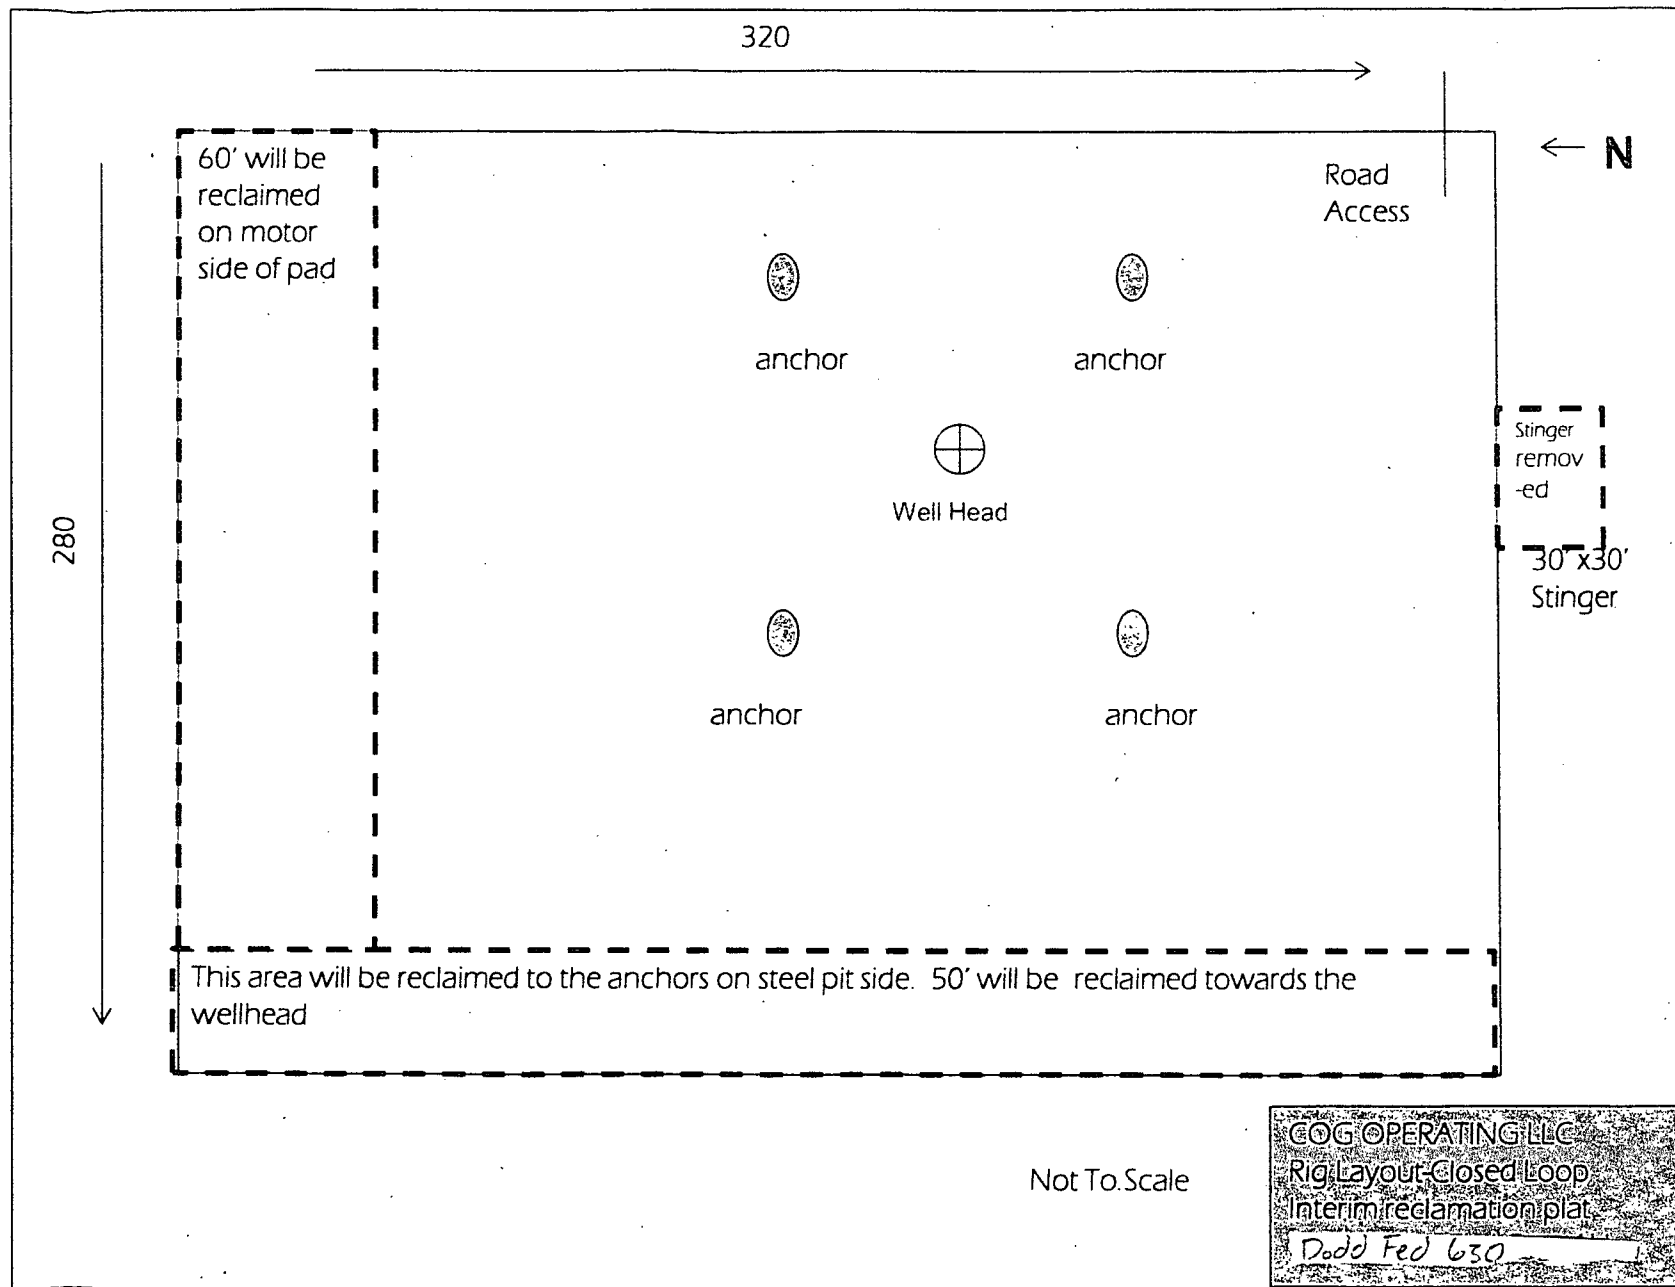 320
N
60' will be
reclaimed
on motor
side of pad
Road
Access
anchor
anchor
Stinger
remov
-ed
Well Head
280
30'x30'
Stinger
anchor
anchor
This area will be reclaimed to the anchors on steel pit side. 50' will be reclaimed towards the
wellhead
Not To Scale
COG OPERATING LLC
Rig Layout-Closed Loop
Interim reclamation plat
Dodd Fed 630